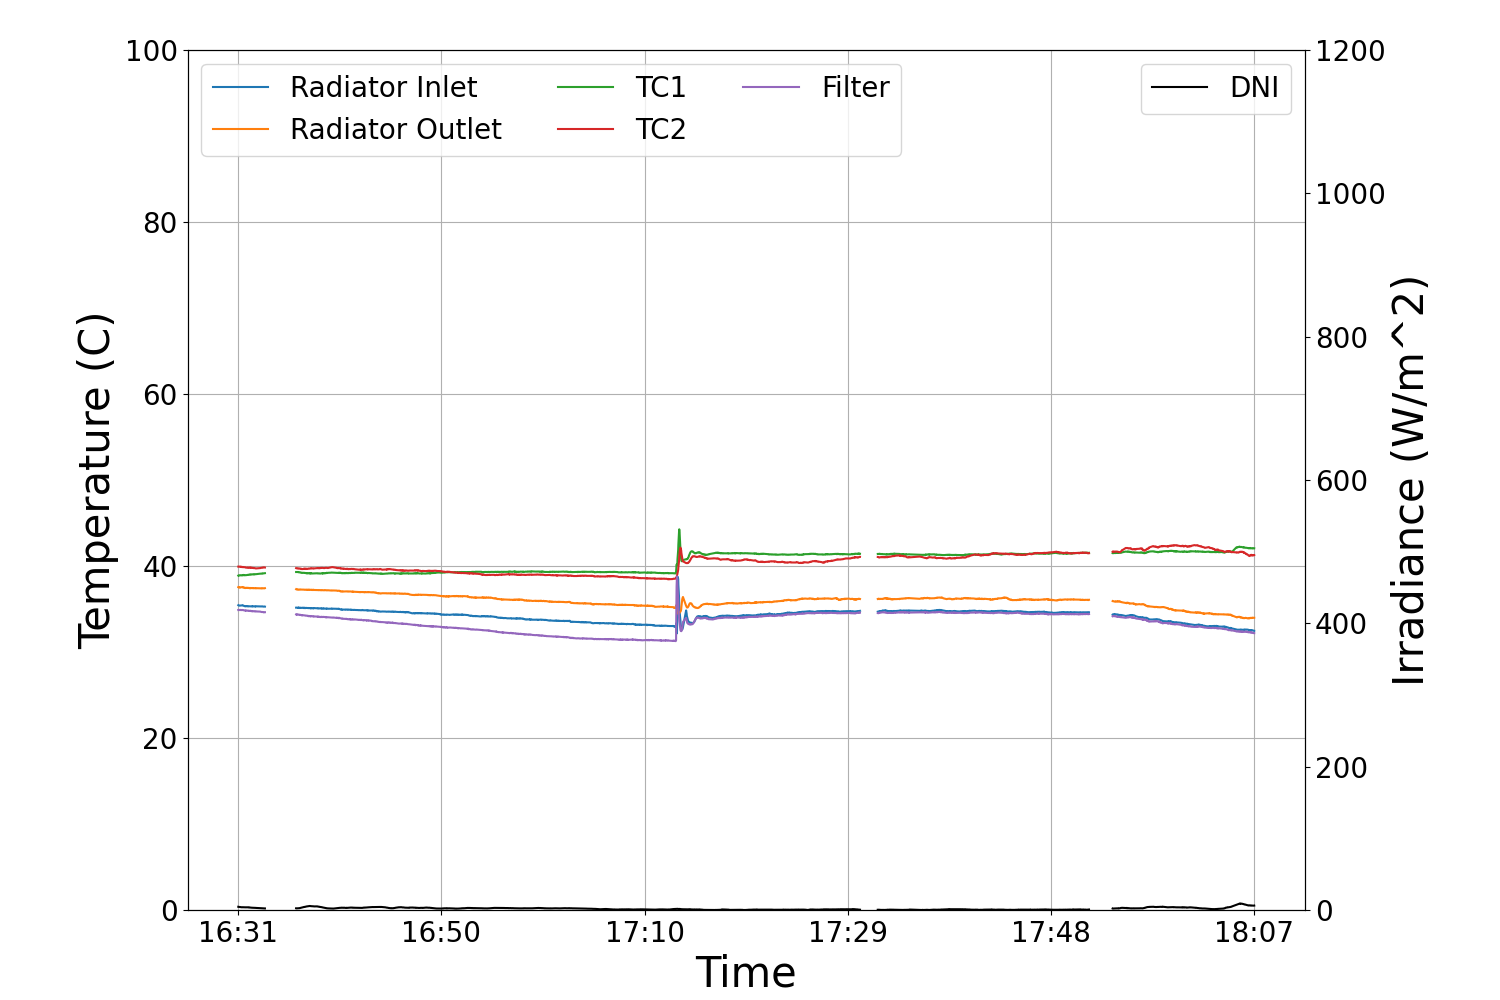 100
80
60
40
20
0
Temperature (C)
Radiator Inlet
Radiator Outlet
TC1
TC2
Filter
DNI
1200
1000
800
600
400
200
0
Irradiance (W/m^2)
16:31
16:50
17:10
17:29
17:48
18:07
Time